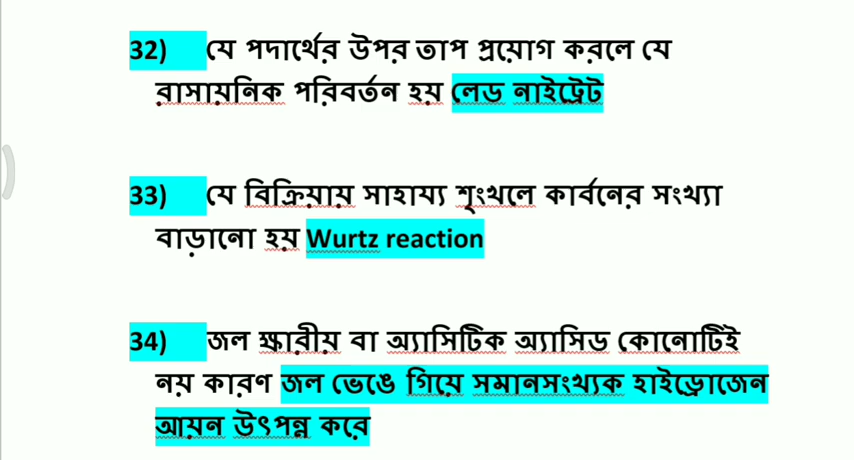 32) যে পদার্থের উপর তাপ প্রয়োগ করলে যে
রাসায়নিক পরিবর্তন হয় লেড নাইট্রেট
33) যে বিক্রিয়ায় সাহায্য শৃংখলে কার্বনের সংখ্যা
বাড়ানো হয় Wurtz reaction
34) জল ক্ষারীয় বা অ্যাসিটিক অ্যাসিড কোনোটিই
নয় কারণ জল ভেঙে গিয়ে সমানসংখ্যক হাইড্রোজেন
আয়ন উৎপন্ন করে